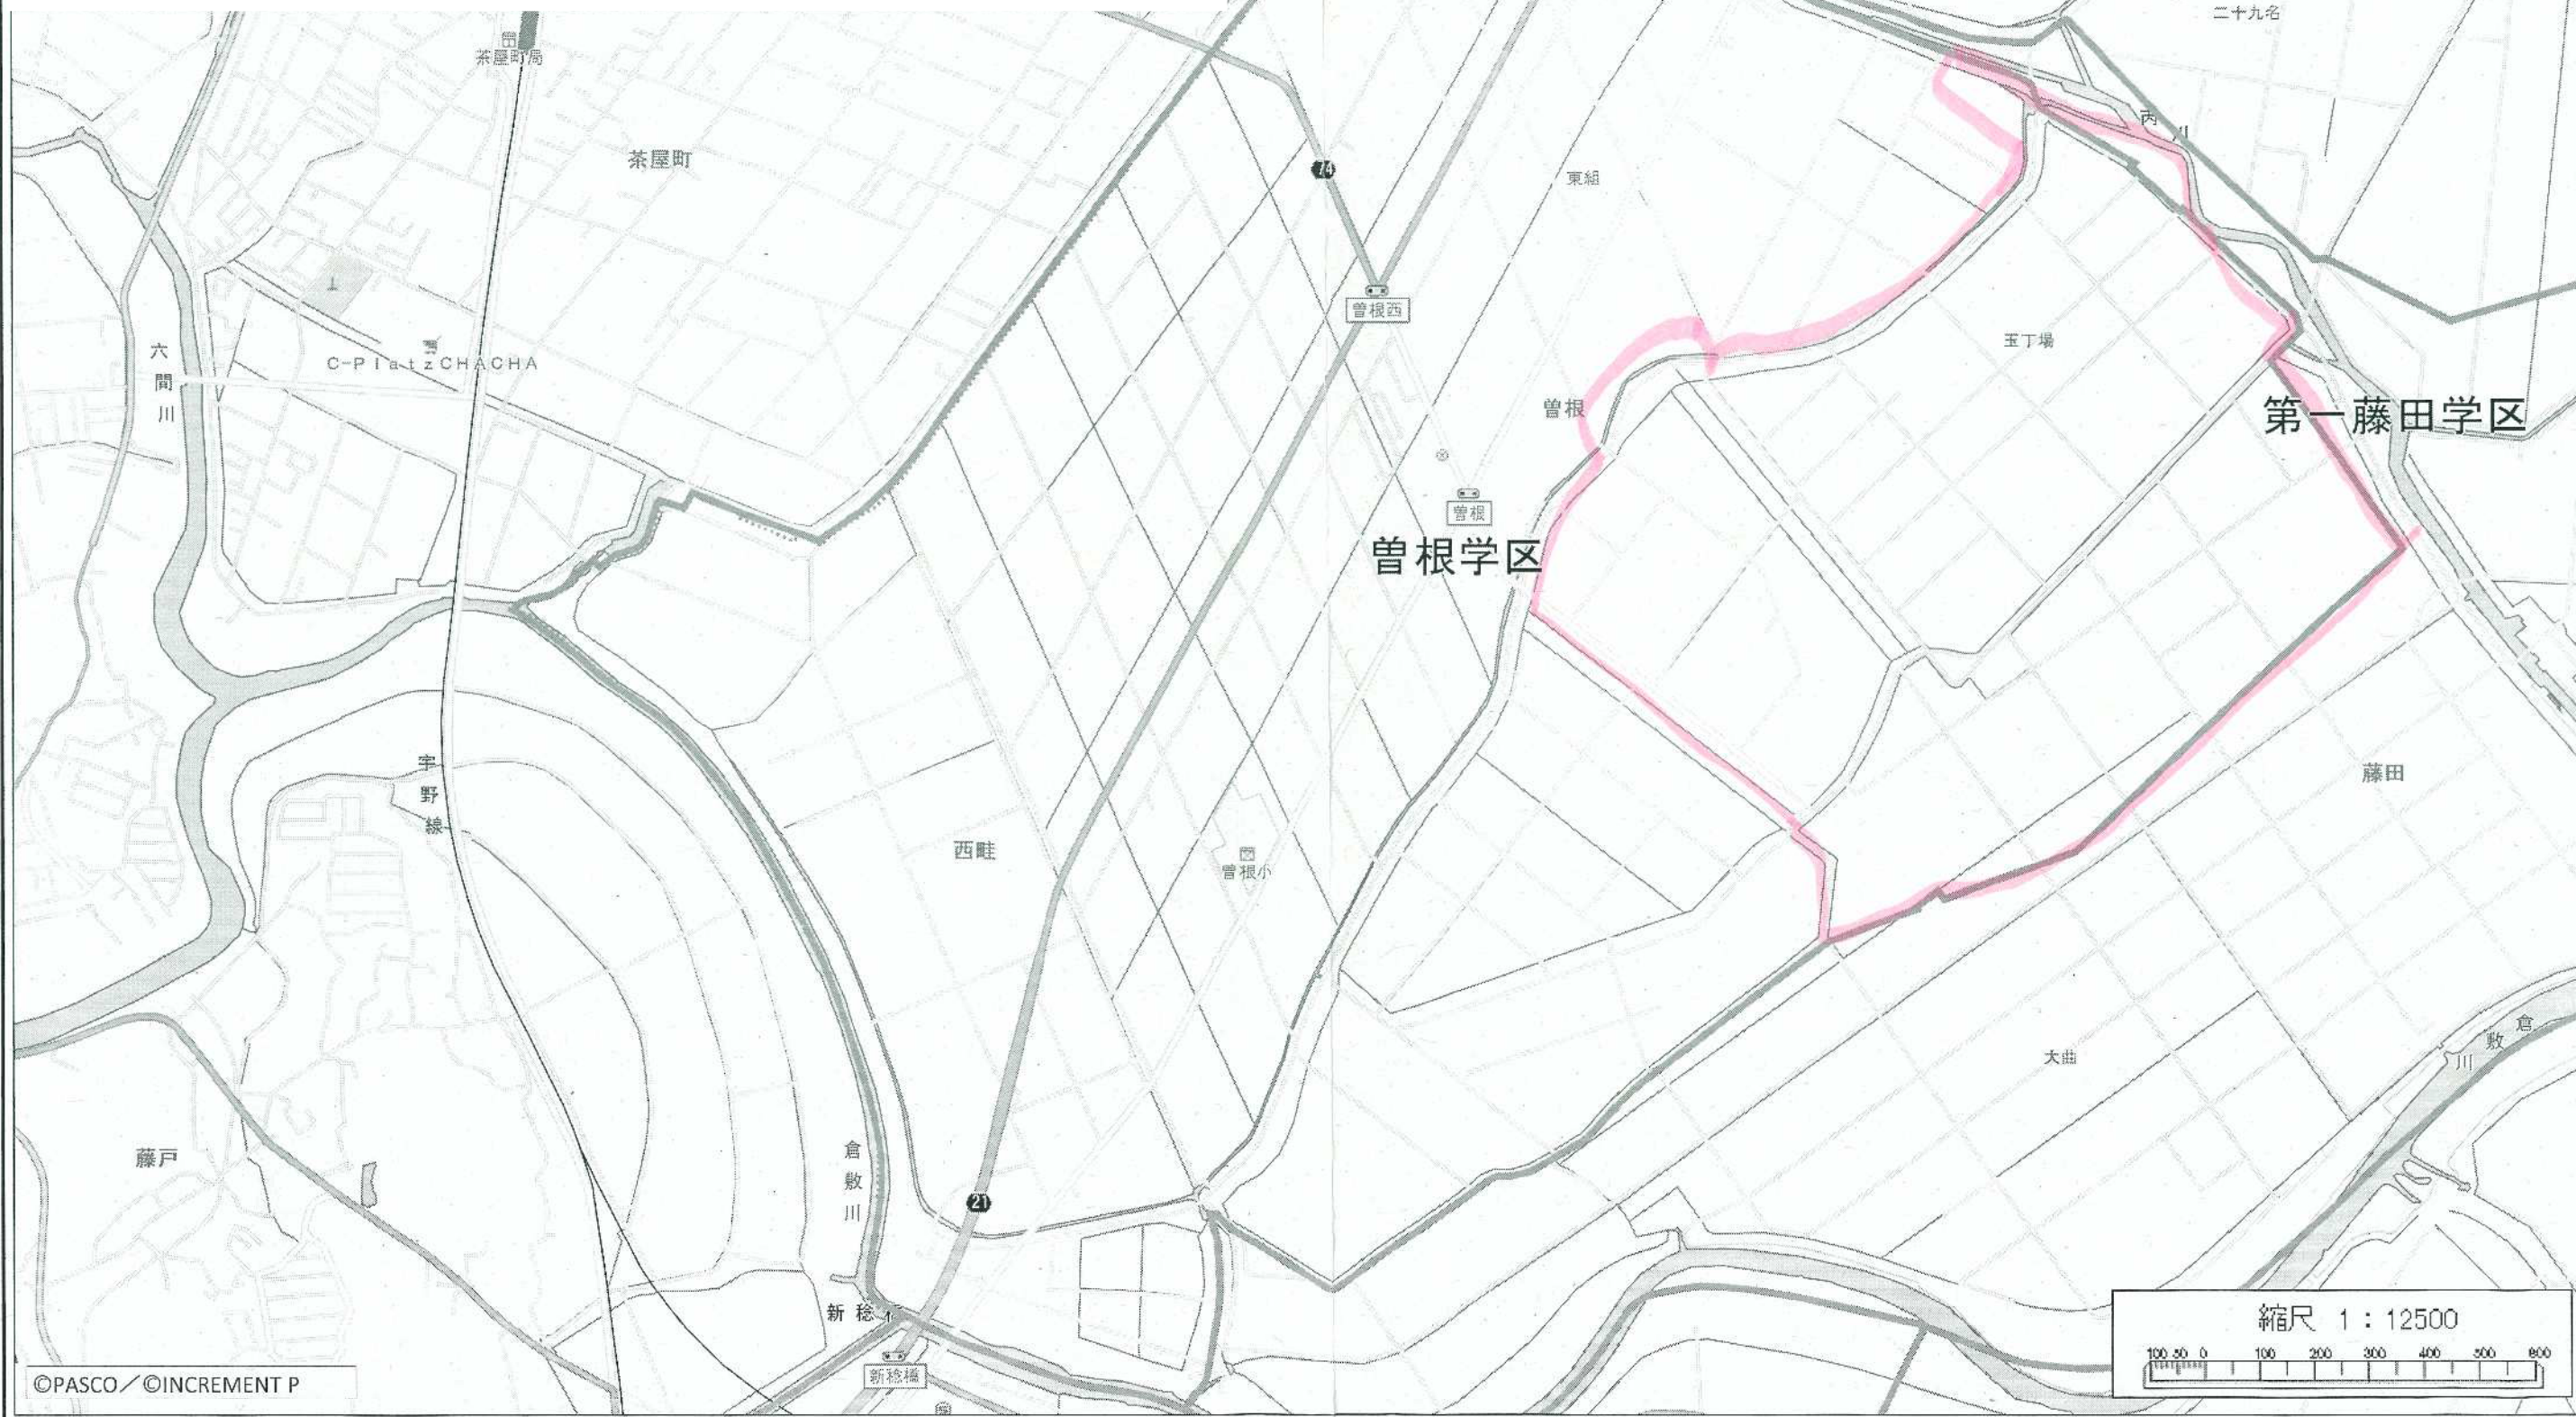 二十九名
茶屋町局
丙川
茶屋町
74
東組
曽根西
玉丁場
六間川
C-PlatzCHACHA
曽根
第一藤田学区
曽根
曽根学区
宇野線
藤田
西畦
曽根小
倉敷川
大曲
藤戸
倉敷川
21
新稔
新稔橋
縮尺 1:12500
100 50 0 100 200 300 400 500 600
©PASCO/©INCREMENT P